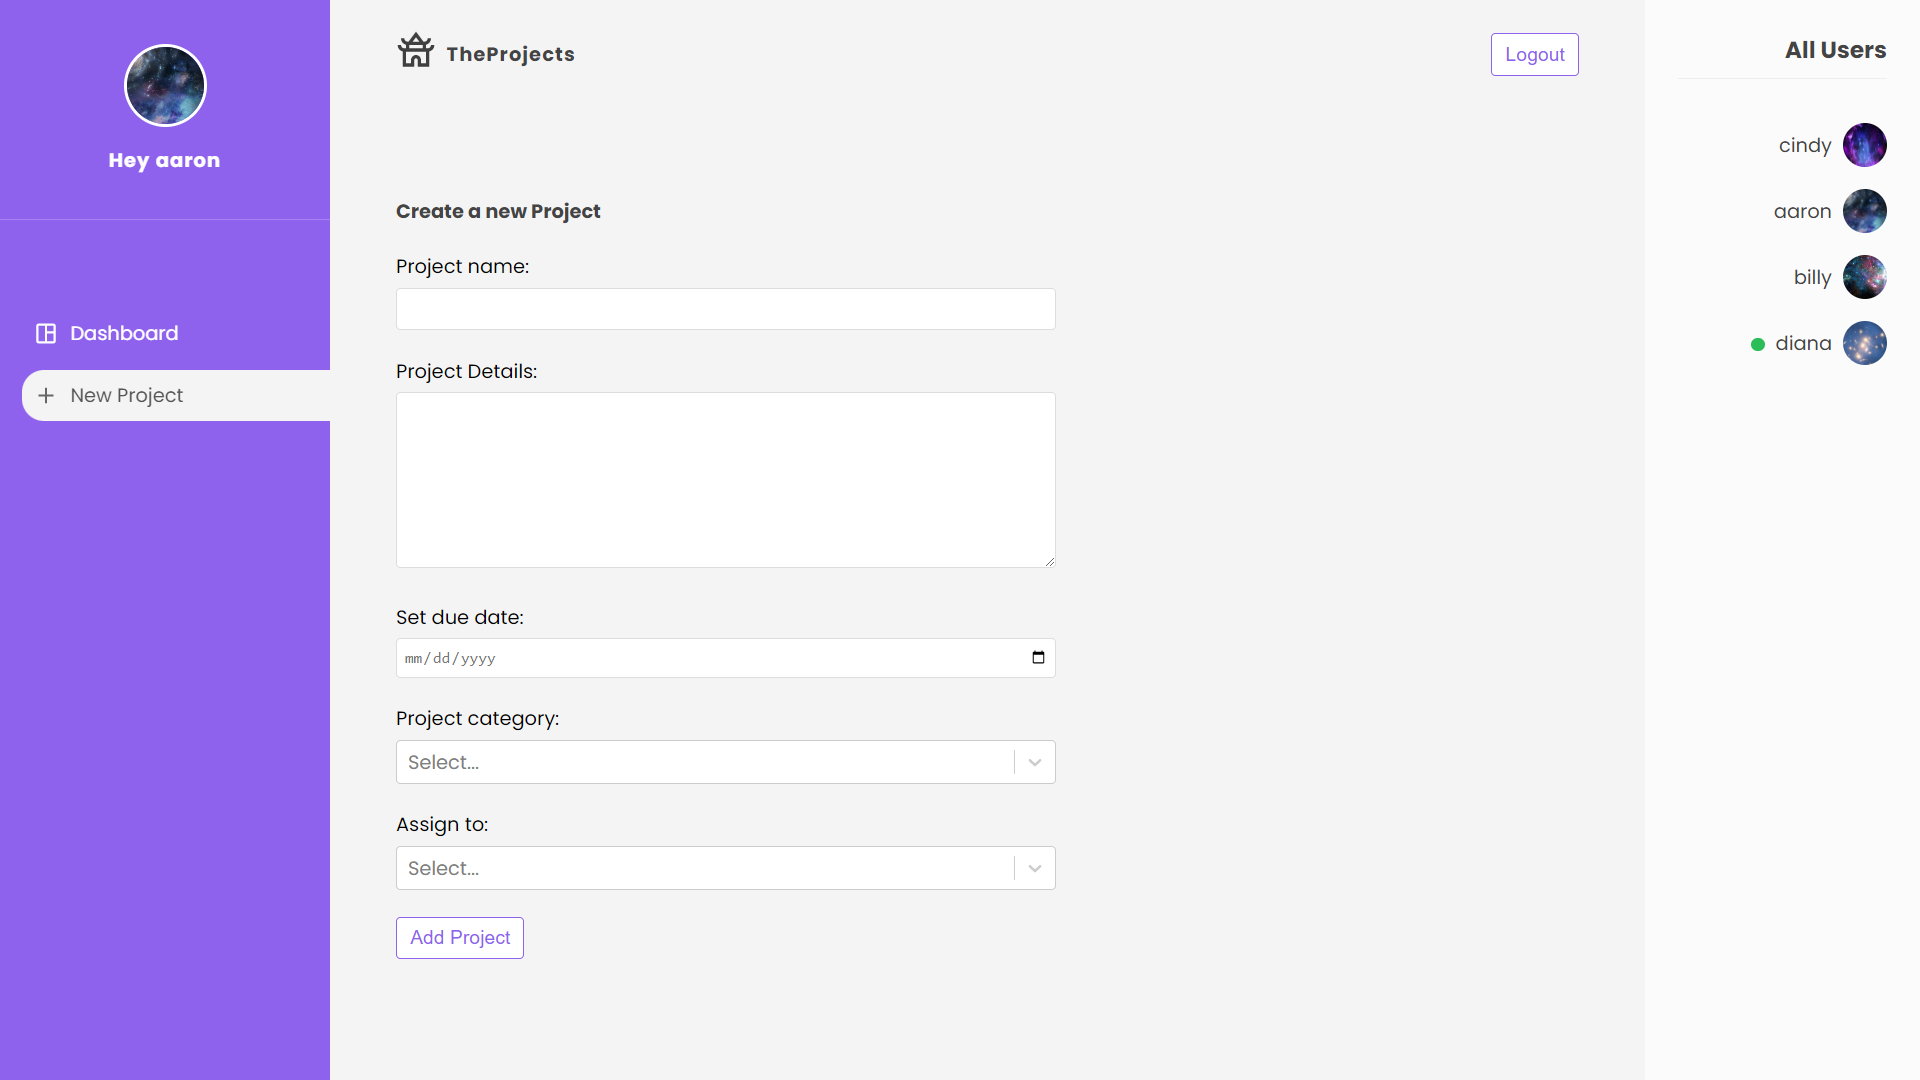 Hey aaron
Dashboard
New Project
TheProjects
Logout
Create a new Project
Project name:
Project Details:
Set due date:
mm/dd/yyyy
Project category:
Select...
Assign to:
Select...
Add Project
All Users
cindy
aaron
billy
diana